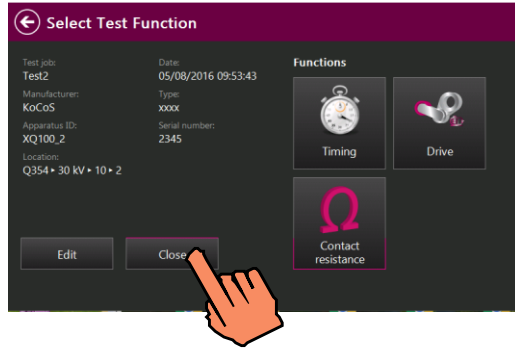 Select Test Function
Test job:
Test2
Date:
05/08/2016 09:53:43
Manufacturer:
KoCoS
Type:
xxxx
Apparatus ID:
XQ100_2
Serial number:
2345
Location:
Q354 ▸ 30 kV ▸ 10 ▸ 2
Edit
Close
Functions
Timing
Drive
Contact
resistance